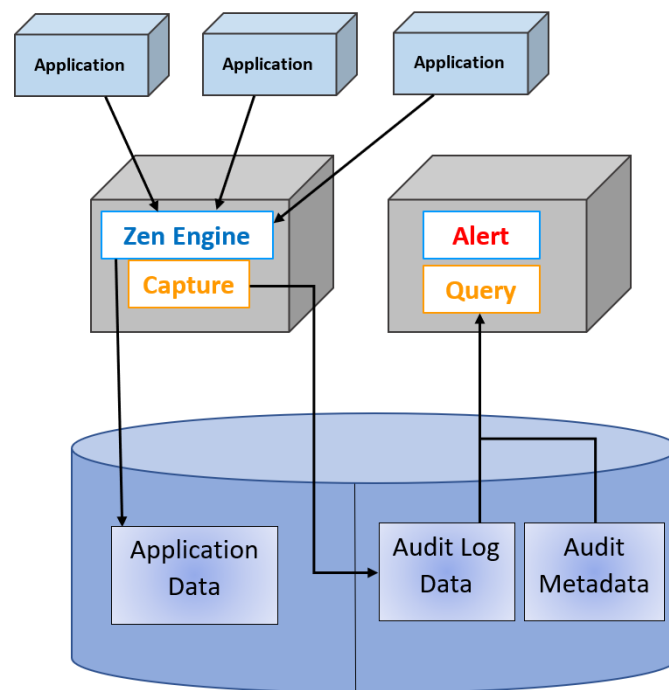 Application
Application
Application
Zen Engine
Capture
Alert
Query
Application
Data
Audit Log
Data
Audit
Metadata